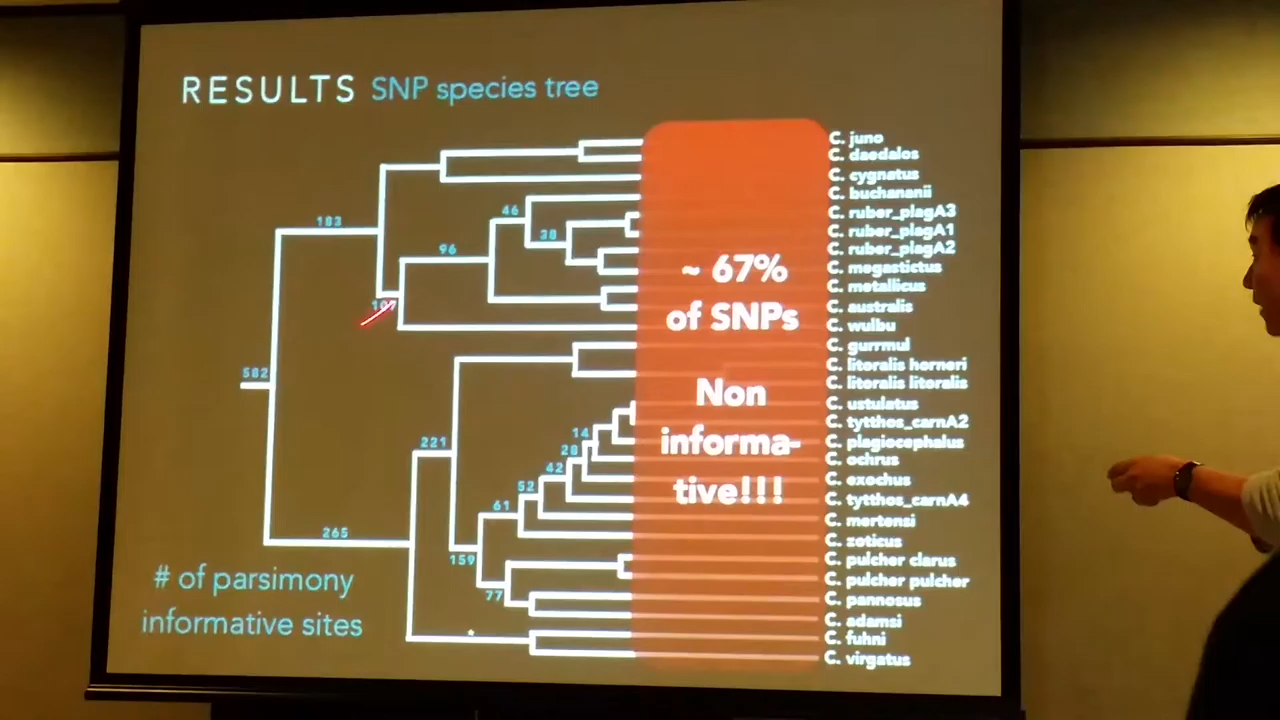 RESULTS SNP species tree
C. juno
C. daedalos
C. cygnatus
C. buchananii
46
C. ruber_plagA3
183
C. ruber_plagA1
38
C. ruber_plagA2
96
C. megastictus
~ 67%
C. metallicus
of SNPs
C. australis
C. wulbu
C. gurrmul
C. litoralis horneri
582
C. litoralis litoralis
Non
C. ustulatus
C. tytthos_carnA2
14
221
C. plagiocephalus
informa-
28
C. ochrus
42
C. exochus
52
tive!!!
C. tytthos_carnA4
61
C. mertensi
265
C. zoticus
159
C. pulcher clarus
# of parsimony
C. pulcher pulcher
77
C. pannosus
informative sites
C. adamsi
C. fuhni
C. virgatus